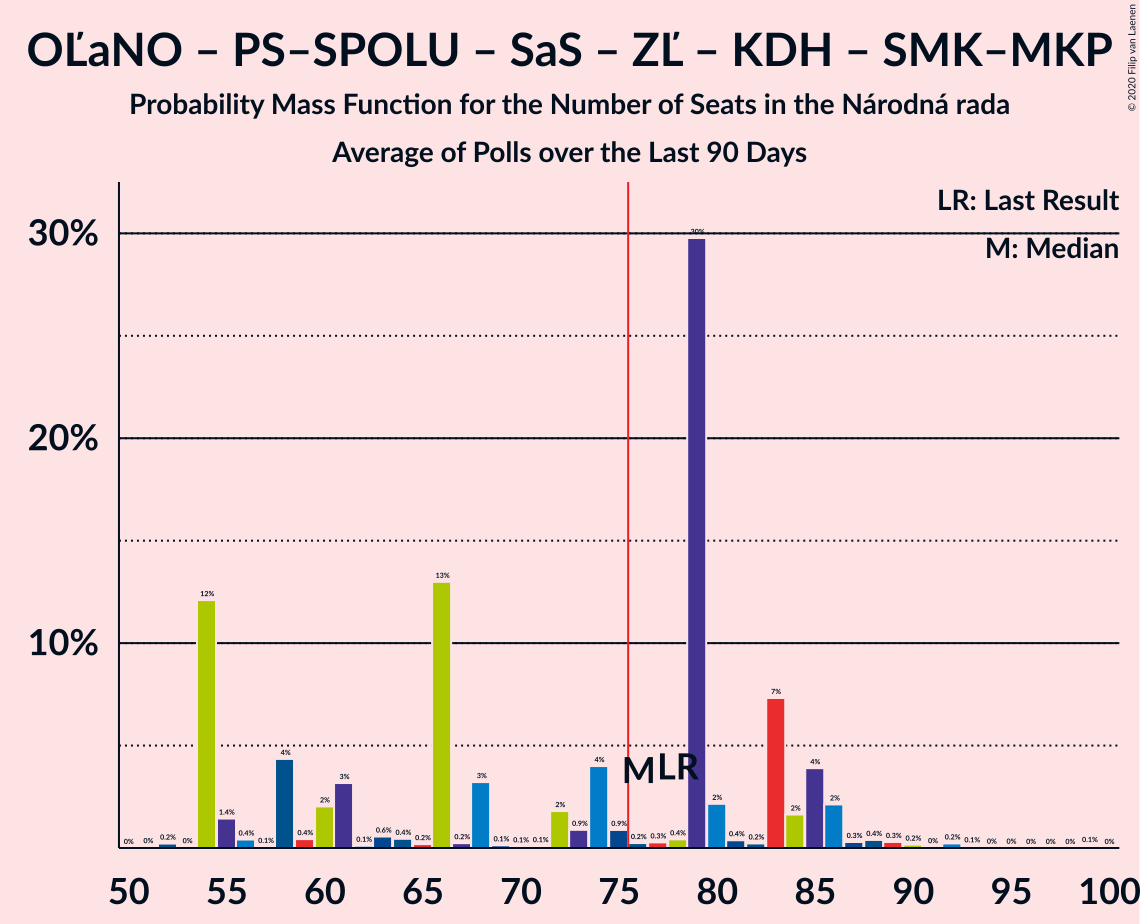 OĽaNO – PS–SPOLU – SaS – ZĽ – KDH – SMK–MKP
Probability Mass Function for the Number of Seats in the Národná rada
Average of Polls over the Last 90 Days
© 2020 Filip van Laenen
LR: Last Result
M: Median
30%
20%
10%
0% 0% 0.2% 12% 1.4% 0.4% 0.1% 4% 0.4% 2% 3% 0.1% 0.6% 0.4% 0.2% 13% 0.2% 3% 0.1% 0.1% 0.1% 2% 0.9% 4% 0.9% 0.2% 0.3% 0.4% 30% 2% 0.4% 0.2% 7% 2% 4% 2% 0.3% 0.4% 0.3% 0.2% 0% 0.2% 0.1% 0% 0% 0% 0% 0% 0.1% 0%
M LR
50 55 60 65 70 75 80 85 90 95 100